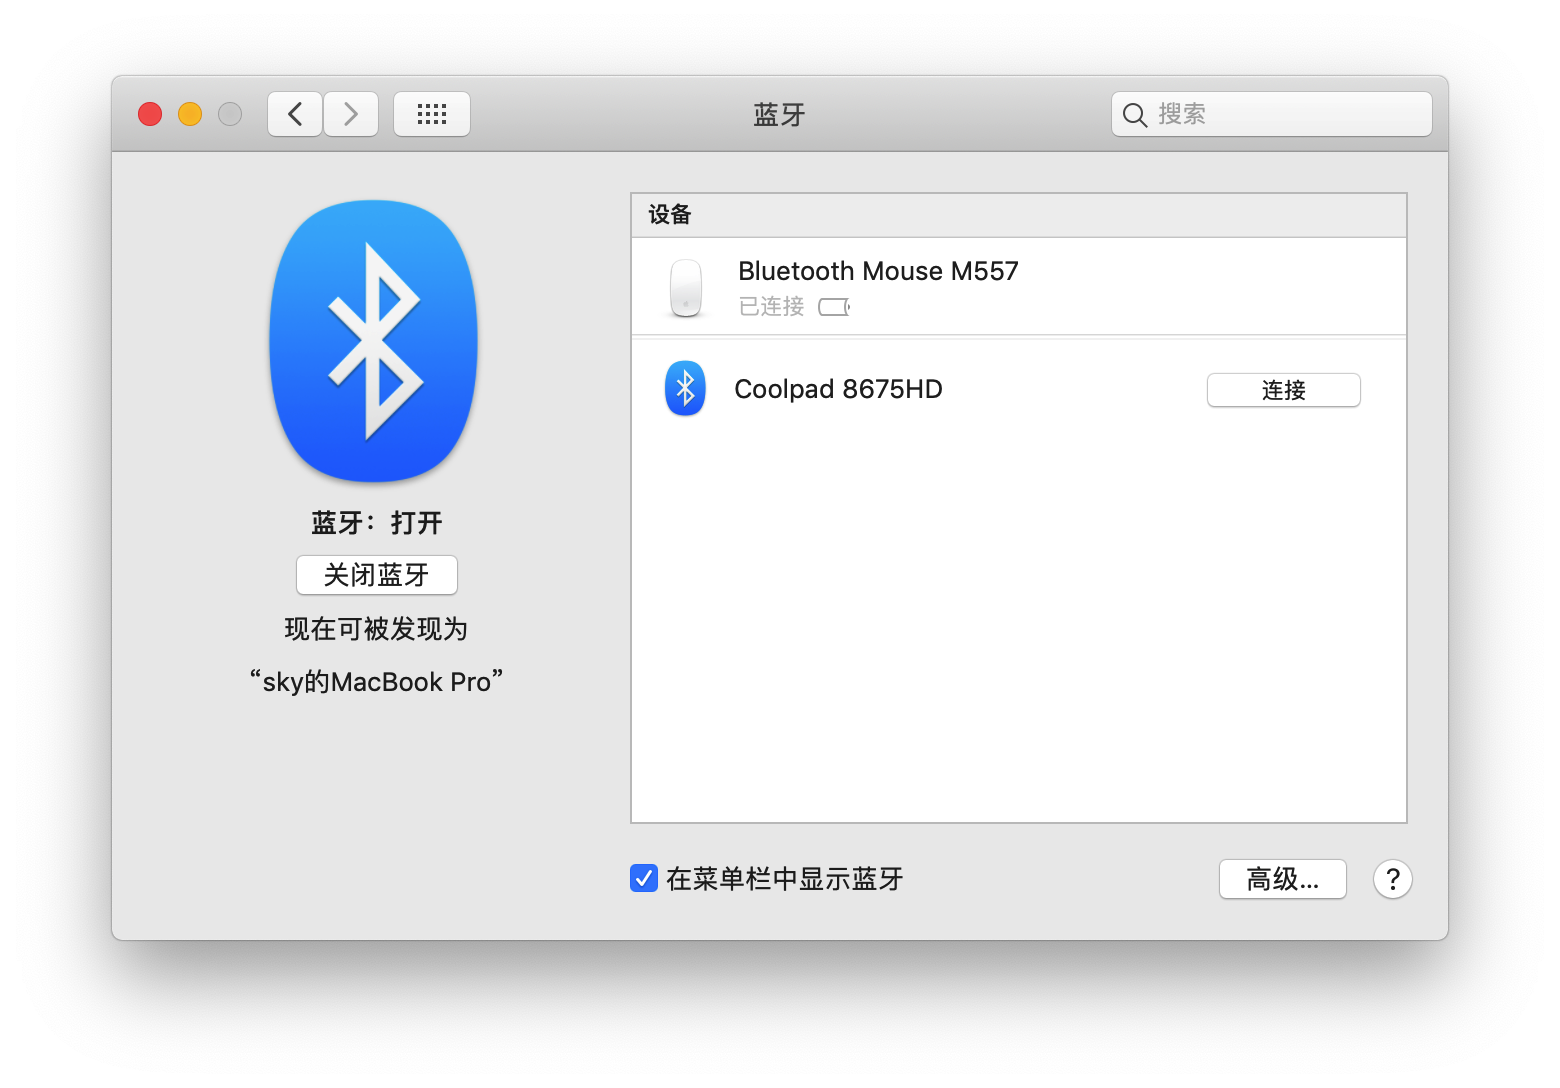 蓝牙
搜索
蓝牙：打开
关闭蓝牙
现在可被发现为
“sky的MacBook Pro”
设备
Bluetooth Mouse M557
已连接
Coolpad 8675HD
连接
在菜单栏中显示蓝牙
高级...
?